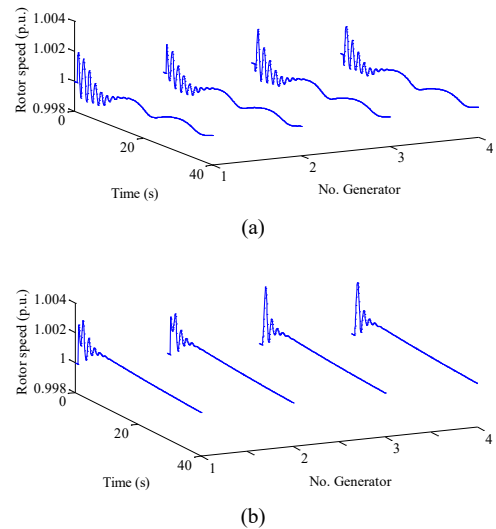 1.004
1.002
1
0.998
Rotor speed (p.u.)
0
20
40
Time (s)
1
2
3
4
No. Generator
(a)
1.004
1.002
1
0.998
Rotor speed (p.u.)
0
20
40
Time (s)
1
2
3
4
No. Generator
(b)